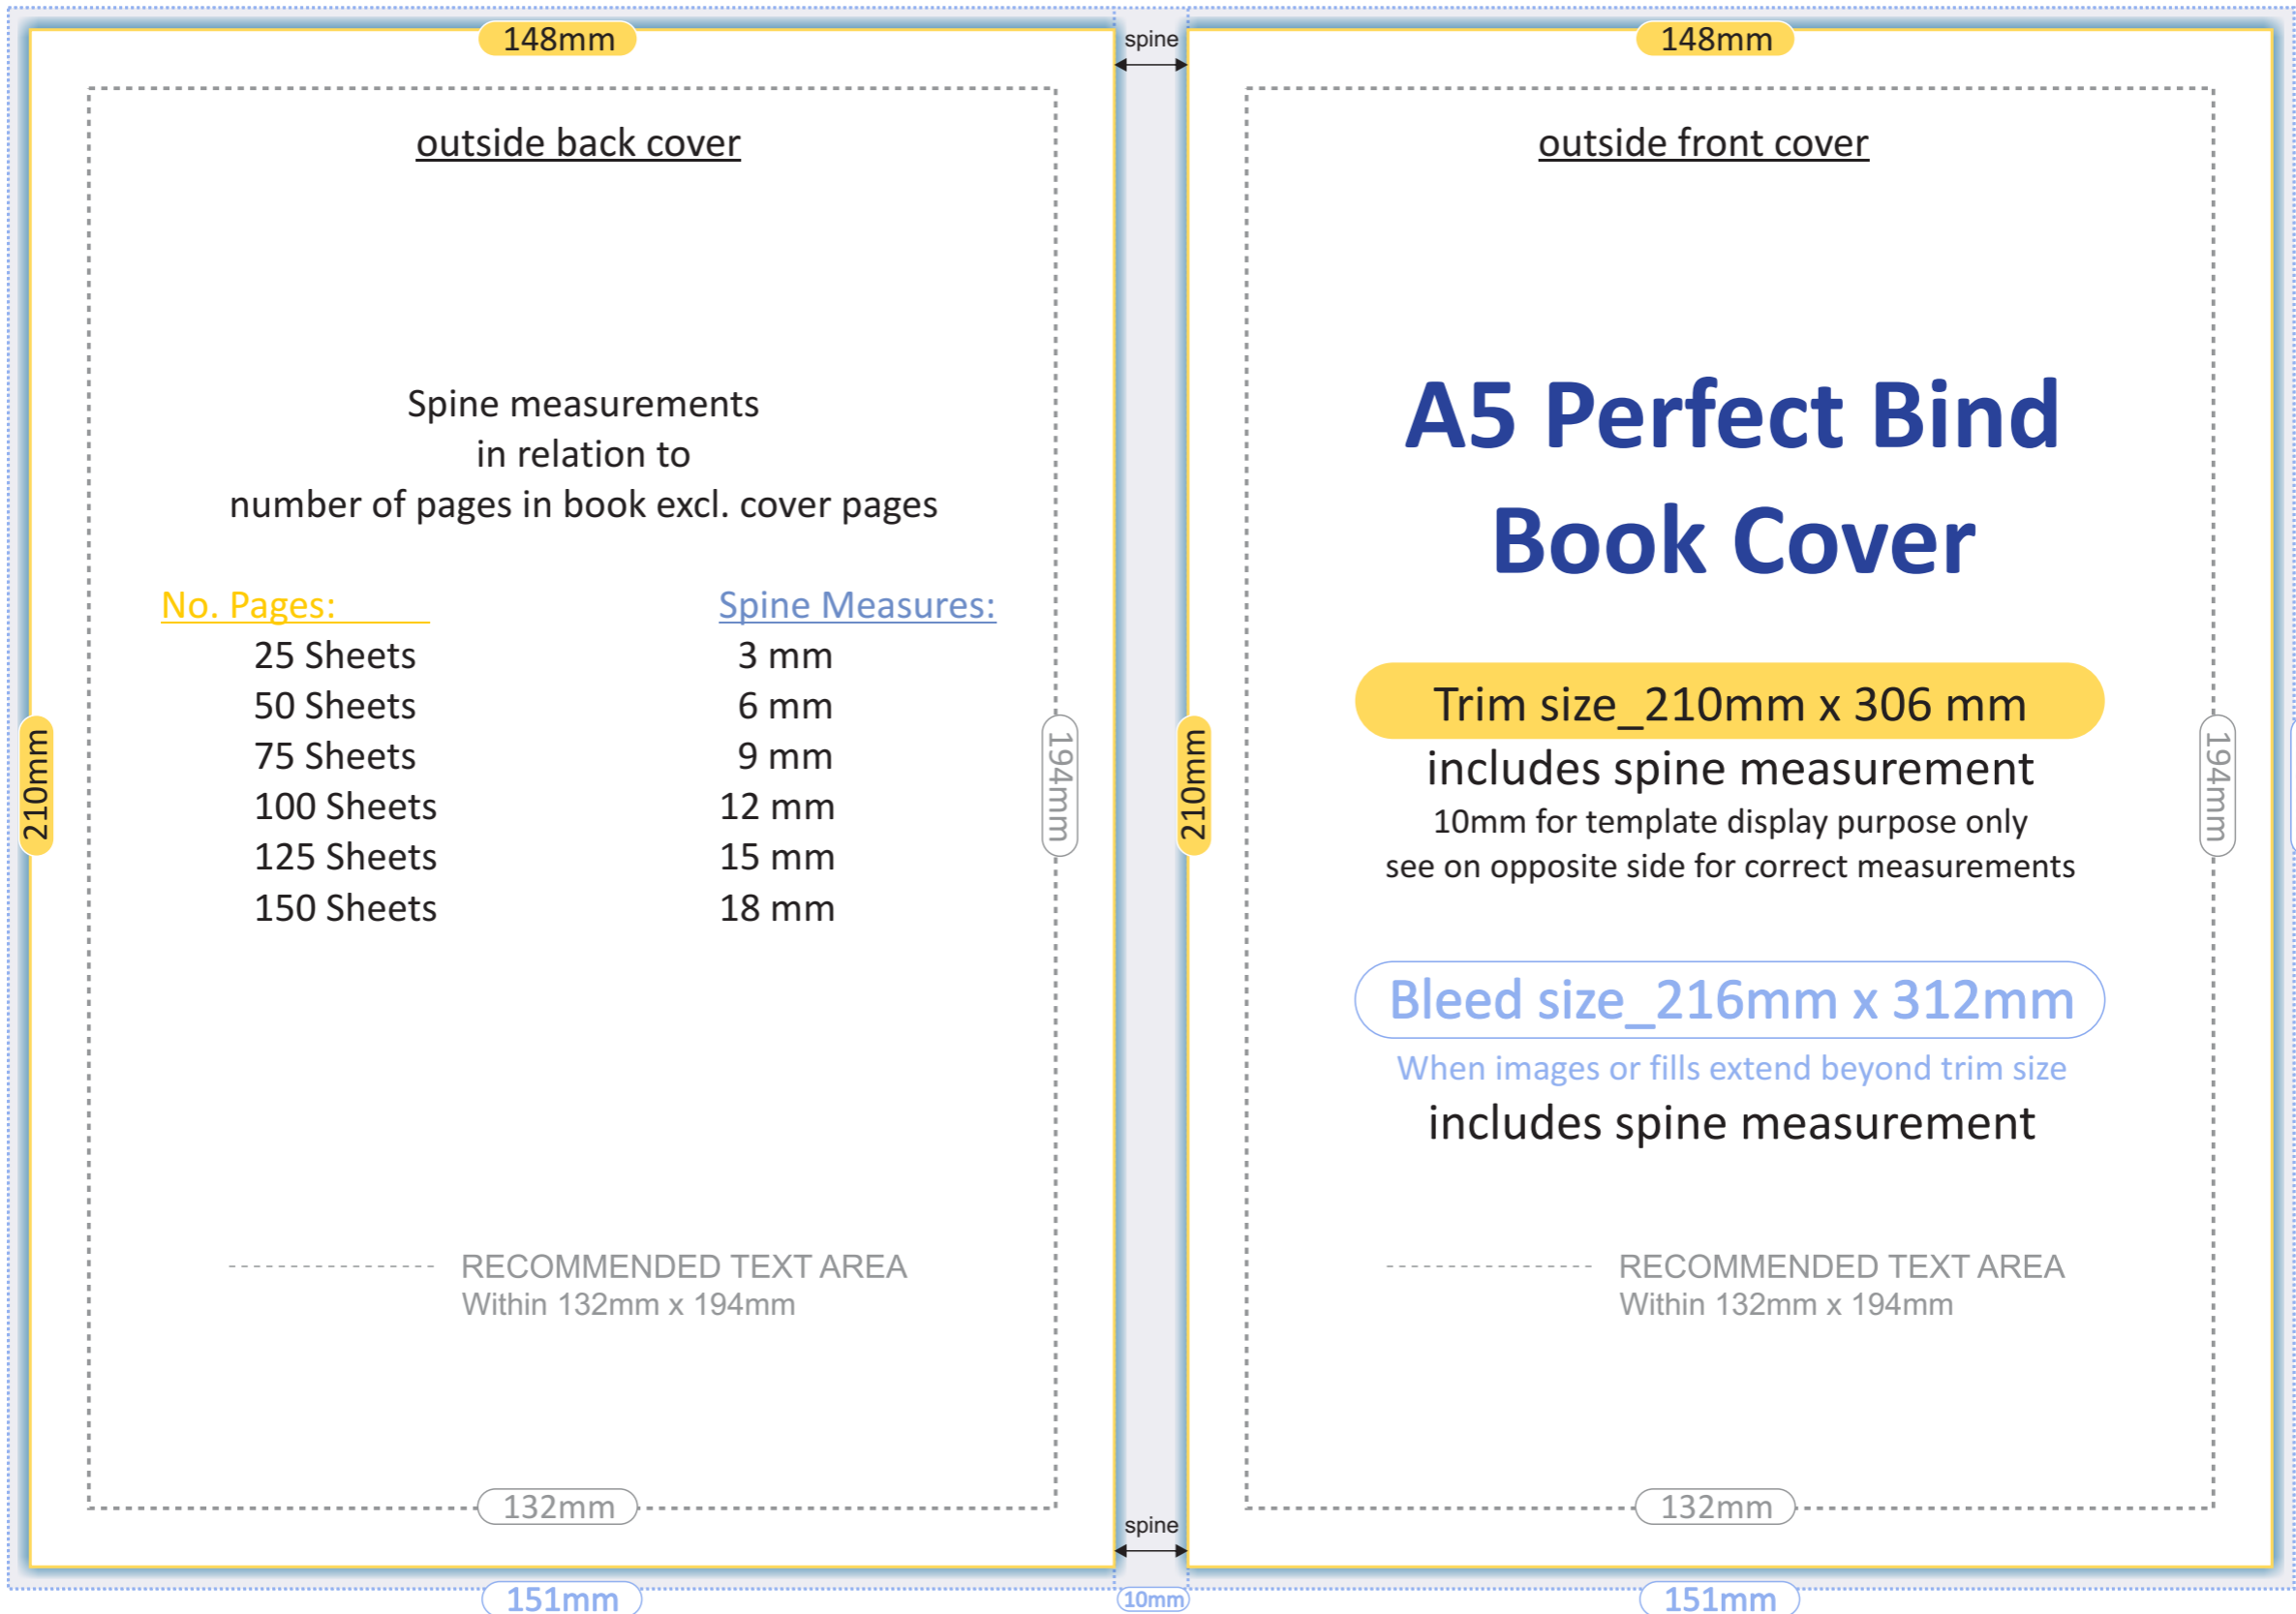 148mm
spine
148mm
outside back cover
outside front cover
Spine measurements
in relation to
number of pages in book excl. cover pages
No. Pages:
Spine Measures:
25 Sheets 3 mm
50 Sheets 6 mm
75 Sheets 9 mm
100 Sheets 12 mm
125 Sheets 15 mm
150 Sheets 18 mm
210mm
194mm
RECOMMENDED TEXT AREA
Within 132mm x 194mm
132mm
151mm
A5 Perfect Bind
Book Cover
Trim size_210mm x 306 mm
includes spine measurement
10mm for template display purpose only
see on opposite side for correct measurements
Bleed size_216mm x 312mm
When images or fills extend beyond trim size
includes spine measurement
210mm
194mm
RECOMMENDED TEXT AREA
Within 132mm x 194mm
132mm
spine
10mm
151mm